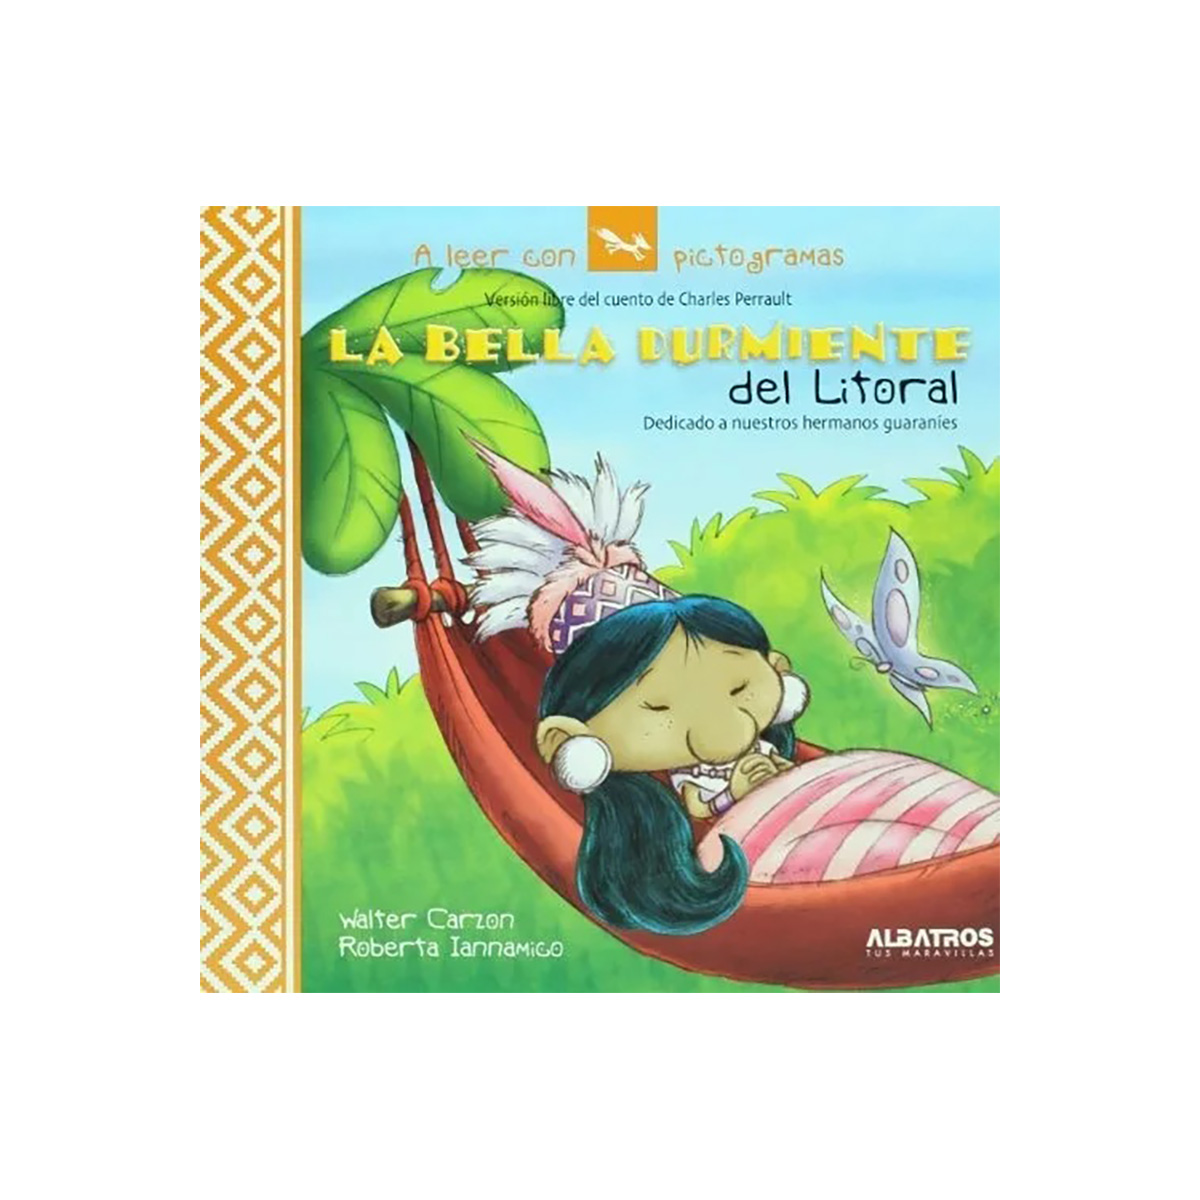 A leer con pictogramas
Versión libre del cuento de Charles Perrault
LA BELLA DURMIENTE
del Litoral
Dedicado a nuestros hermanos guaraníes
Walter Carzon
Roberta Iannamico
ALBATROS
TUS MARAVILLAS